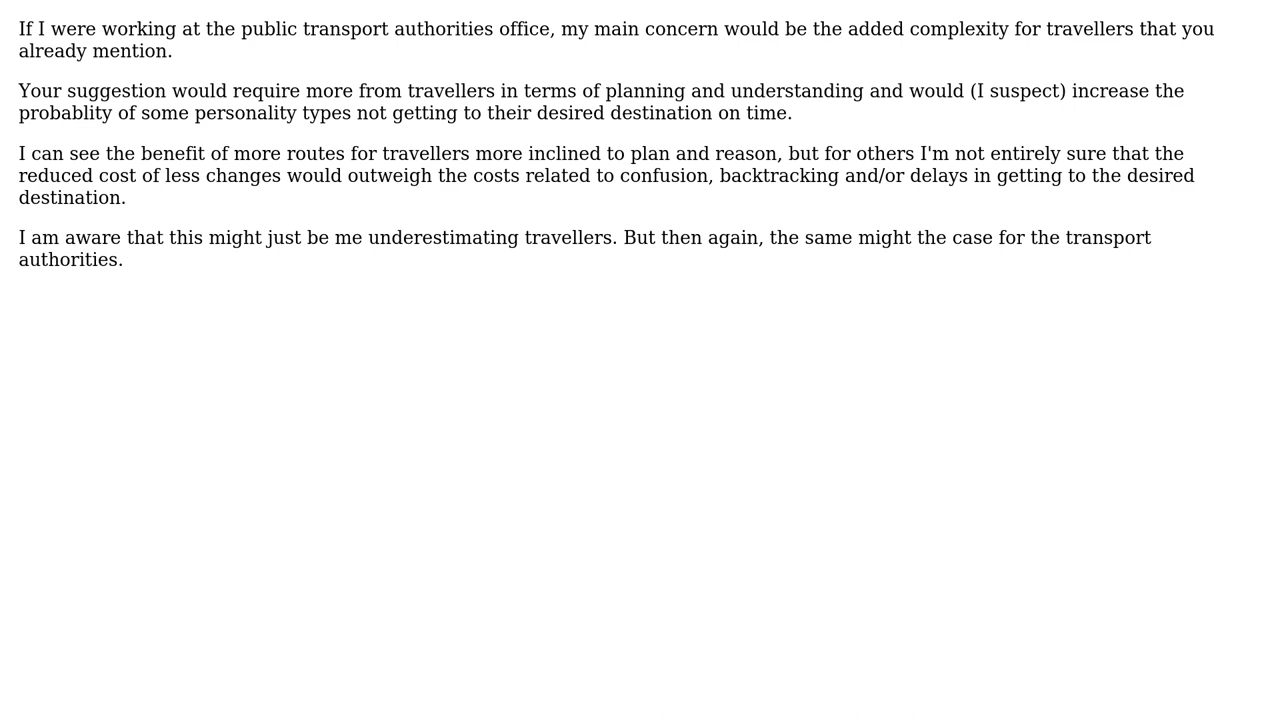 If I were working at the public transport authorities office, my main concern would be the added complexity for travellers that you
already mention.
Your suggestion would require more from travellers in terms of planning and understanding and would (I suspect) increase the
probablity of some personality types not getting to their desired destination on time.
I can see the benefit of more routes for travellers more inclined to plan and reason, but for others I'm not entirely sure that the
reduced cost of less changes would outweigh the costs related to confusion, backtracking and/or delays in getting to the desired
destination.
I am aware that this might just be me underestimating travellers. But then again, the same might the case for the transport
authorities.